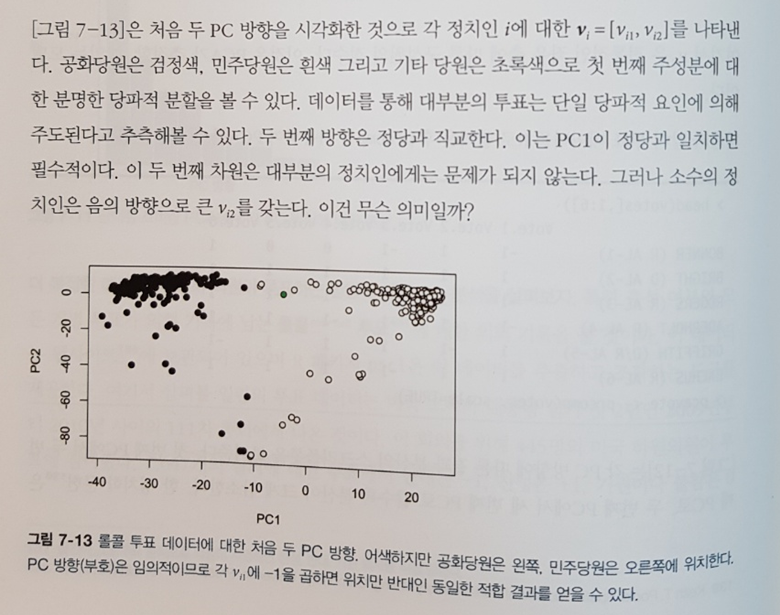 [그림 7-13]은 처음 두 PC 방향을 시각화한 것으로 각 정치인 i에 대한 vᵢ = [vᵢ₁, vᵢ₂]를 나타낸
다. 공화당원은 검정색, 민주당원은 흰색 그리고 기타 당원은 초록색으로 첫 번째 주성분에 대
한 분명한 당파적 분할을 볼 수 있다. 데이터를 통해 대부분의 투표는 단일 당파적 요인에 의해
주도된다고 추측해볼 수 있다. 두 번째 방향은 정당과 직교한다. 이는 PC1이 정당과 일치하면
필수적이다. 이 두 번째 차원은 대부분의 정치인에게는 문제가 되지 않는다. 그러나 소수의 정
치인은 음의 방향으로 큰 vᵢ₂를 갖는다. 이건 무슨 의미일까?
PC2
0
-20
-40
-60
-80
-40 -30 -20 -10 0 10 20
PC1
그림 7-13 롤콜 투표 데이터에 대한 처음 두 PC 방향. 어색하지만 공화당원은 왼쪽, 민주당원은 오른쪽에 위치한다.
PC 방향(부호)은 임의적이므로 각 vᵢ₁에 -1을 곱하면 위치만 반대인 동일한 적합 결과를 얻을 수 있다.